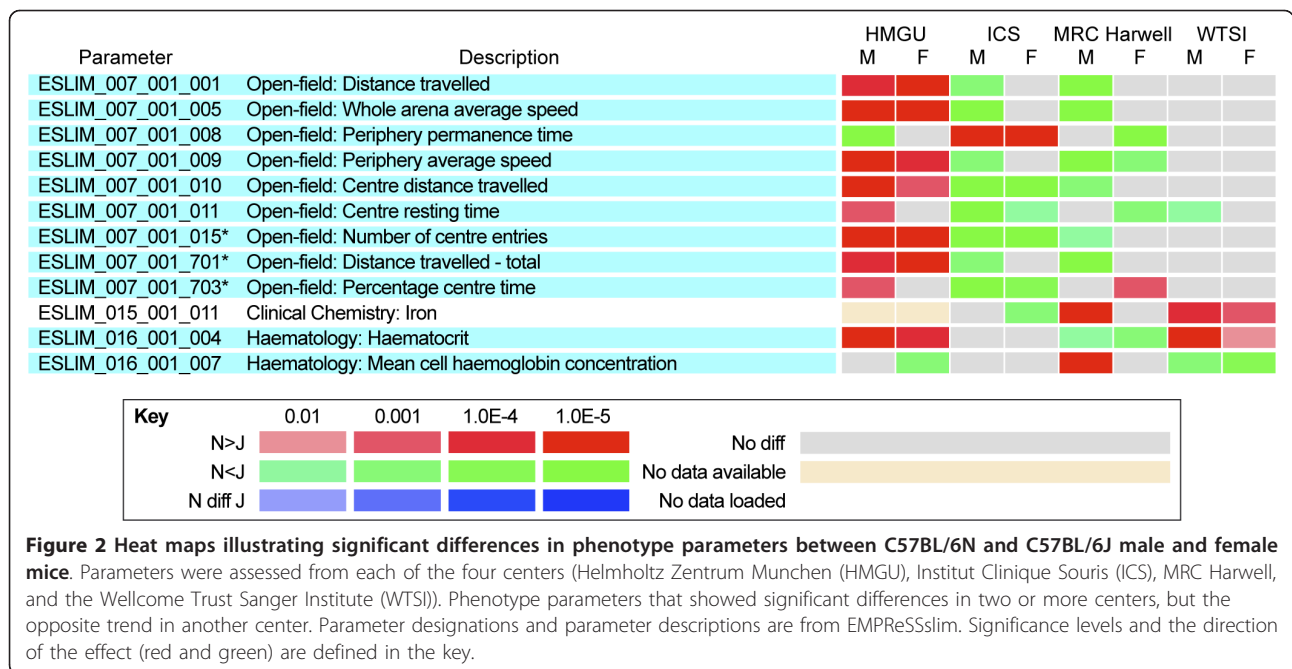 HMGU ICS MRC Harwell WTSI
Parameter Description M F M F M F M F
ESLIM_007_001_001 Open-field: Distance travelled
ESLIM_007_001_005 Open-field: Whole arena average speed
ESLIM_007_001_008 Open-field: Periphery permanence time
ESLIM_007_001_009 Open-field: Periphery average speed
ESLIM_007_001_010 Open-field: Centre distance travelled
ESLIM_007_001_011 Open-field: Centre resting time
ESLIM_007_001_015* Open-field: Number of centre entries
ESLIM_007_001_701* Open-field: Distance travelled - total
ESLIM_007_001_703* Open-field: Percentage centre time
ESLIM_015_001_011 Clinical Chemistry: Iron
ESLIM_016_001_004 Haematology: Haematocrit
ESLIM_016_001_007 Haematology: Mean cell haemoglobin concentration
Key 0.01 0.001 1.0E-4 1.0E-5
N>J No diff
N<J No data available
N diff J No data loaded
Figure 2 Heat maps illustrating significant differences in phenotype parameters between C57BL/6N and C57BL/6J male and female
mice. Parameters were assessed from each of the four centers (Helmholtz Zentrum Munchen (HMGU), Institut Clinique Souris (ICS), MRC Harwell,
and the Wellcome Trust Sanger Institute (WTSI)). Phenotype parameters that showed significant differences in two or more centers, but the
opposite trend in another center. Parameter designations and parameter descriptions are from EMPReSSslim. Significance levels and the direction
of the effect (red and green) are defined in the key.